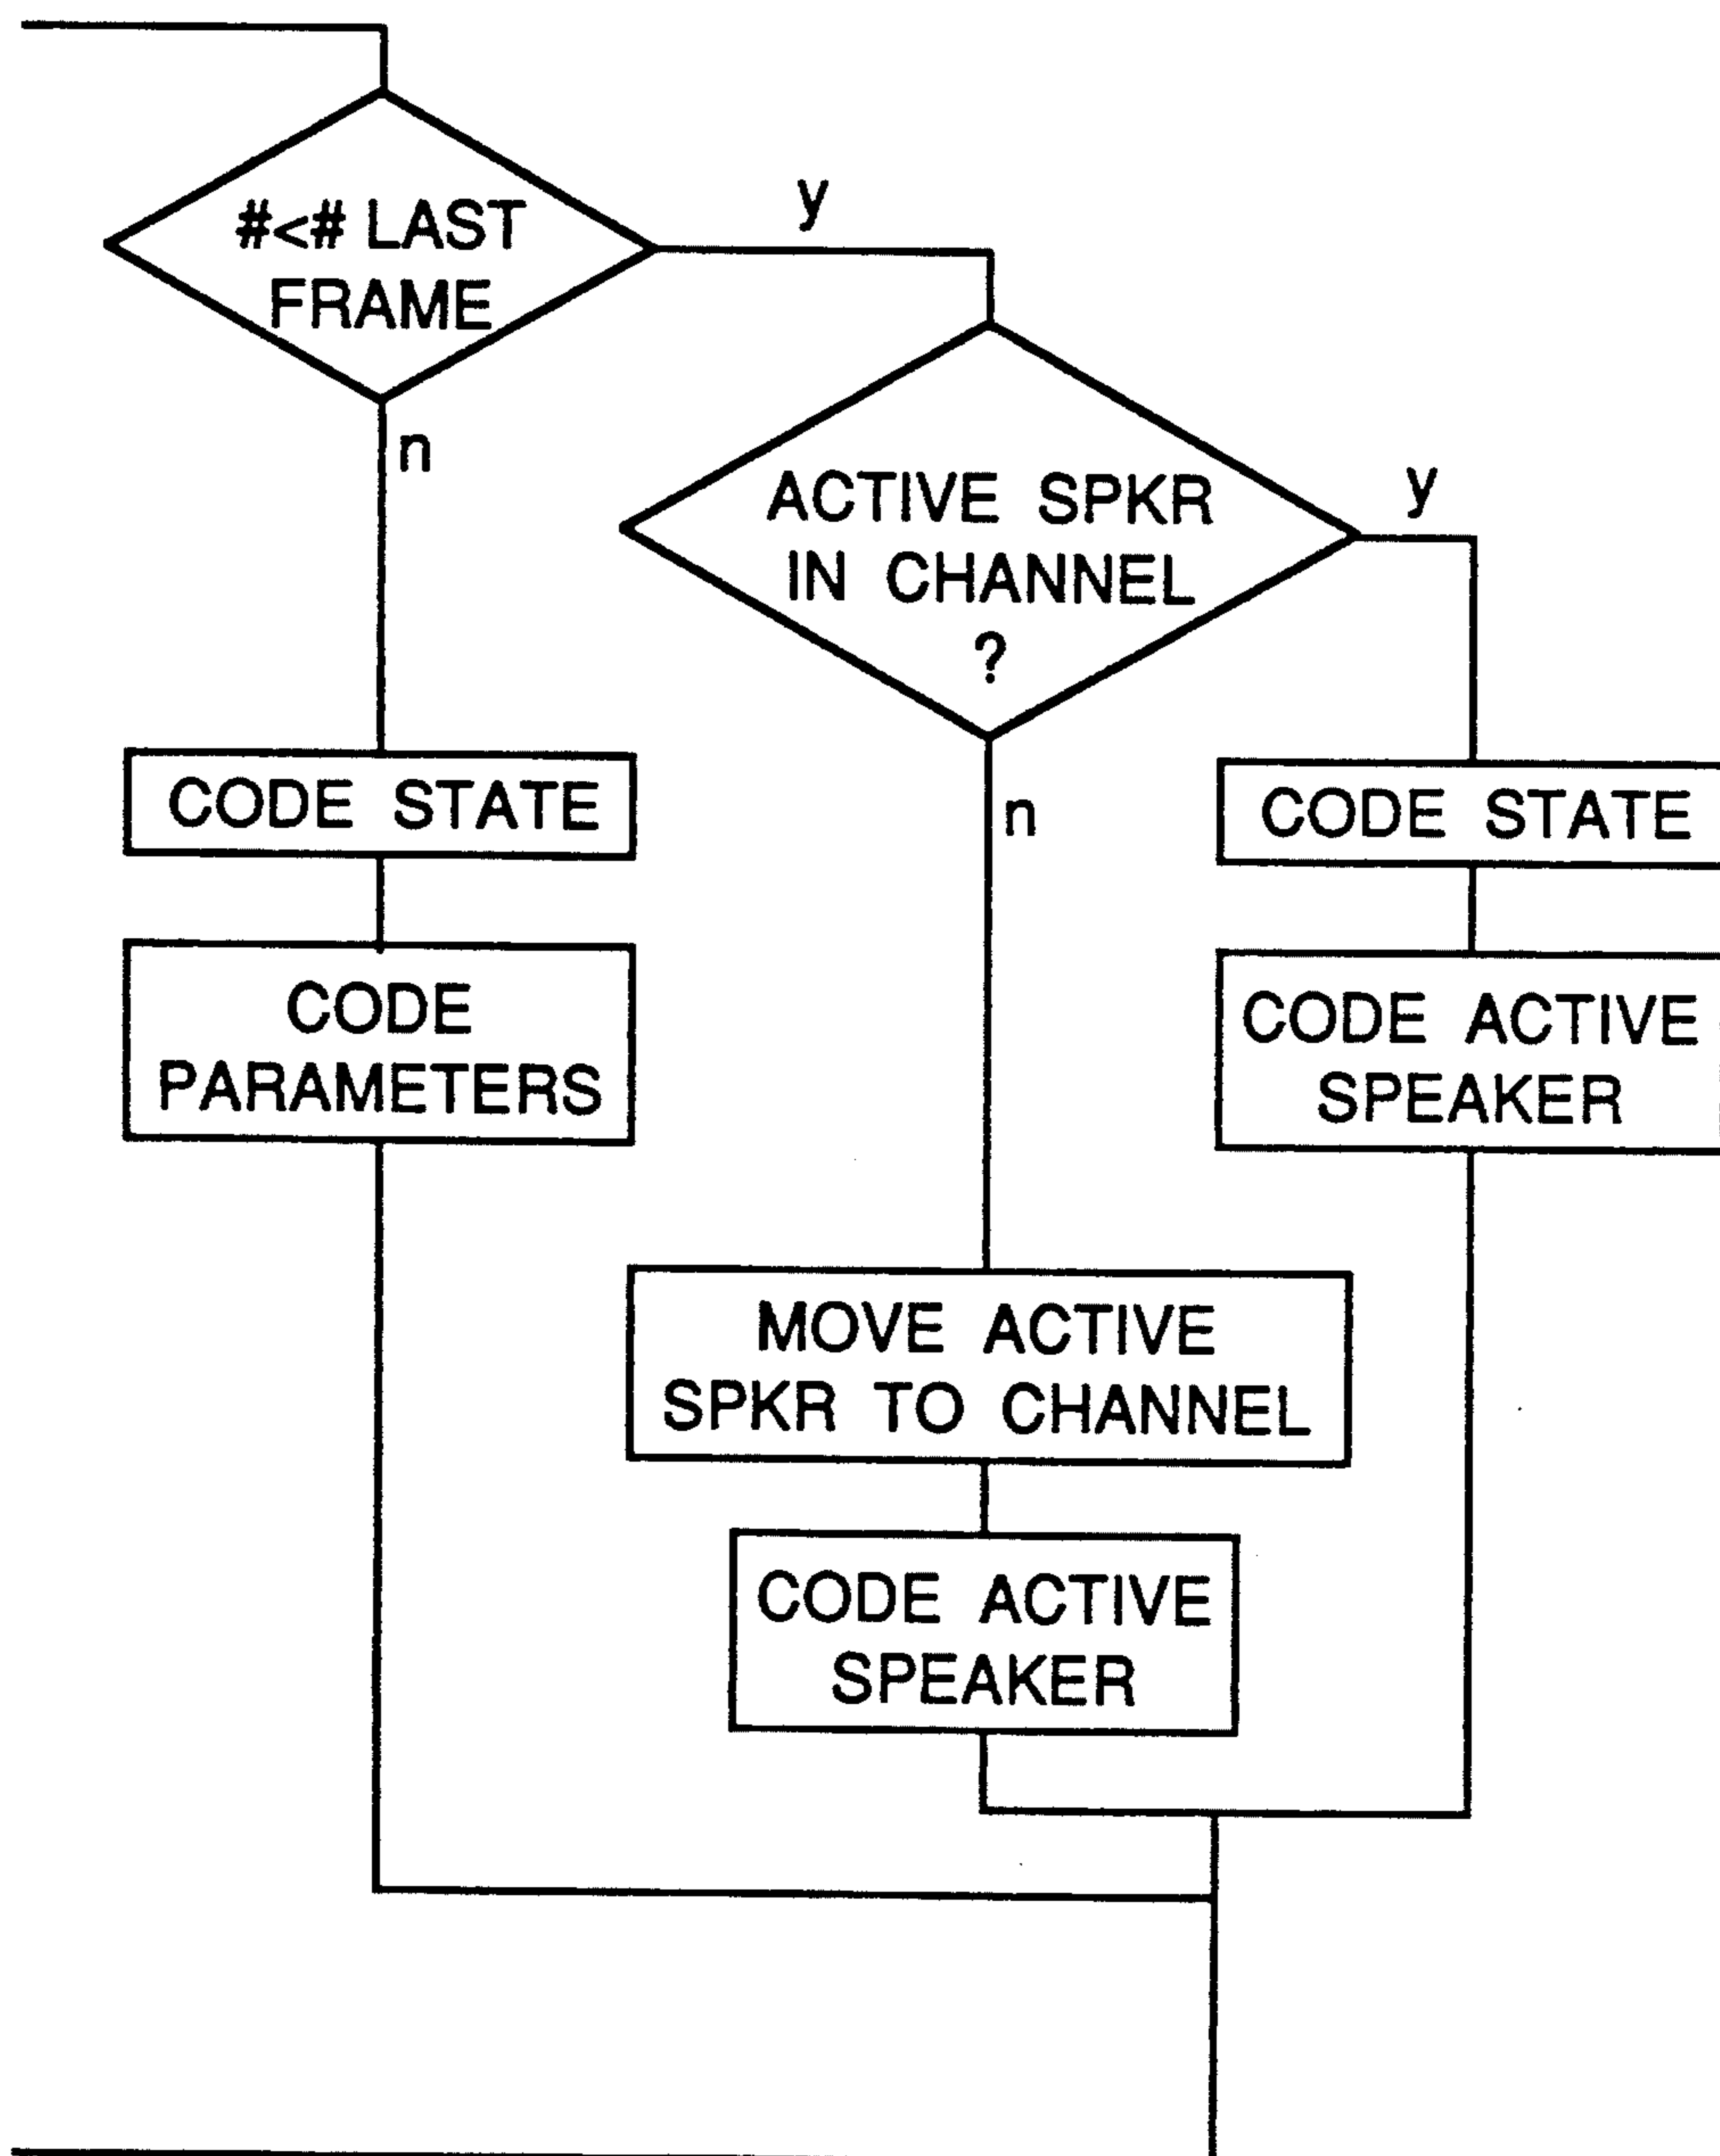 #<# LAST
FRAME
y
n
ACTIVE SPKR
IN CHANNEL
?
y
n
CODE STATE
CODE
PARAMETERS
CODE STATE
CODE ACTIVE
SPEAKER
MOVE ACTIVE
SPKR TO CHANNEL
CODE ACTIVE
SPEAKER